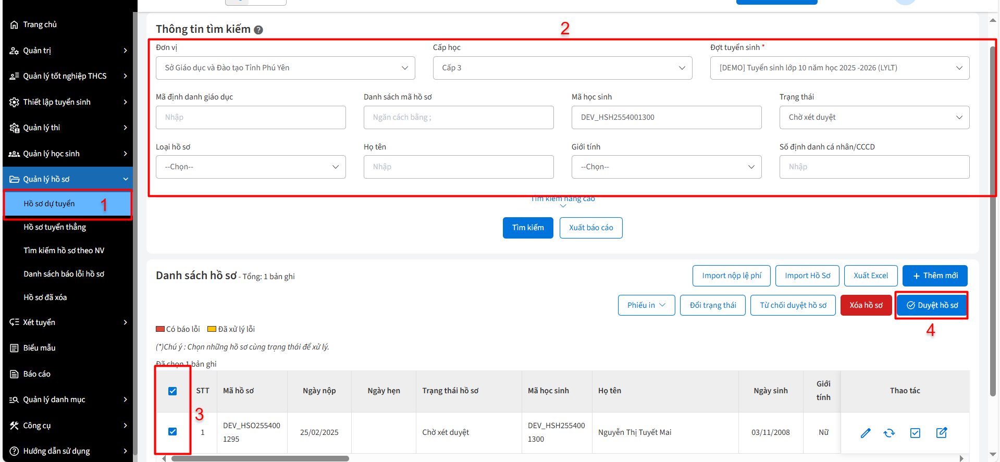 Trang chủ
Quản trị
Quản lý tốt nghiệp THCS
Thiết lập tuyển sinh
Quản lý thi
Quản lý học sinh
Quản lý hồ sơ
Hồ sơ dự tuyển
1
Hồ sơ tuyển thẳng
Tìm kiếm hồ sơ theo NV
Danh sách báo lỗi hồ sơ
Hồ sơ đã xóa
Xét tuyển
Biểu mẫu
Báo cáo
Quản lý danh mục
Công cụ
Hướng dẫn sử dụng
Thông tin tìm kiếm
2
Đơn vị Cấp học Đợt tuyển sinh *
Sở Giáo dục và Đào tạo Tỉnh Phú Yên Cấp 3 [DEMO] Tuyển sinh lớp 10 năm học 2025 -2026 (LYLT)
Mã định danh giáo dục Danh sách mã hồ sơ Mã học sinh Trạng thái
Nhập Ngăn cách bằng ; DEV_HSH2554001300 Chờ xét duyệt
Loại hồ sơ Họ tên Giới tính Số định danh cá nhân/CCCD
--Chọn-- Nhập --Chọn-- Nhập
Tìm kiếm nâng cao
Tìm kiếm Xuất báo cáo
Danh sách hồ sơ - Tổng: 1 bản ghi
Import nộp lệ phí Import Hồ Sơ Xuất Excel + Thêm mới
Phiếu in Đổi trạng thái Từ chối duyệt hồ sơ Xóa hồ sơ Duyệt hồ sơ
4
Có báo lỗi Đã xử lý lỗi
(*)Chú ý : Chọn những hồ sơ cùng trạng thái để xử lý.
Đã chọn 1 bản ghi
STT Mã hồ sơ Ngày nộp Ngày hẹn Trạng thái hồ sơ Mã học sinh Họ tên Ngày sinh Giới tính Thao tác
3
1 DEV_HSO2554001295 25/02/2025 Chờ xét duyệt DEV_HSH2554001300 Nguyễn Thị Tuyết Mai 03/11/2008 Nữ